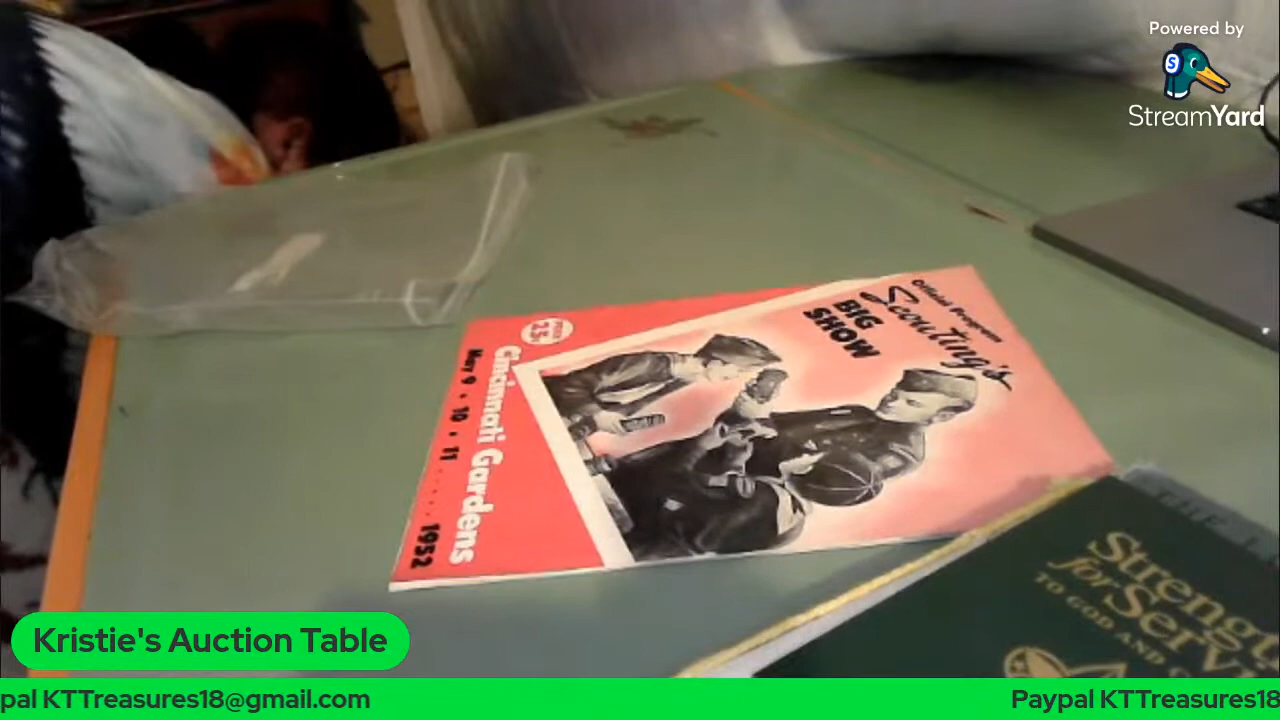 Powered by
StreamYard
Official Program
Scouting's
BIG
SHOW
25¢
Cincinnati Gardens
May 9 • 10 • 11 ...... 1952
Strength
for Serv
TO GOD AND
Kristie's Auction Table
pal KTTreasures18@gmail.com
Paypal KTTreasures18